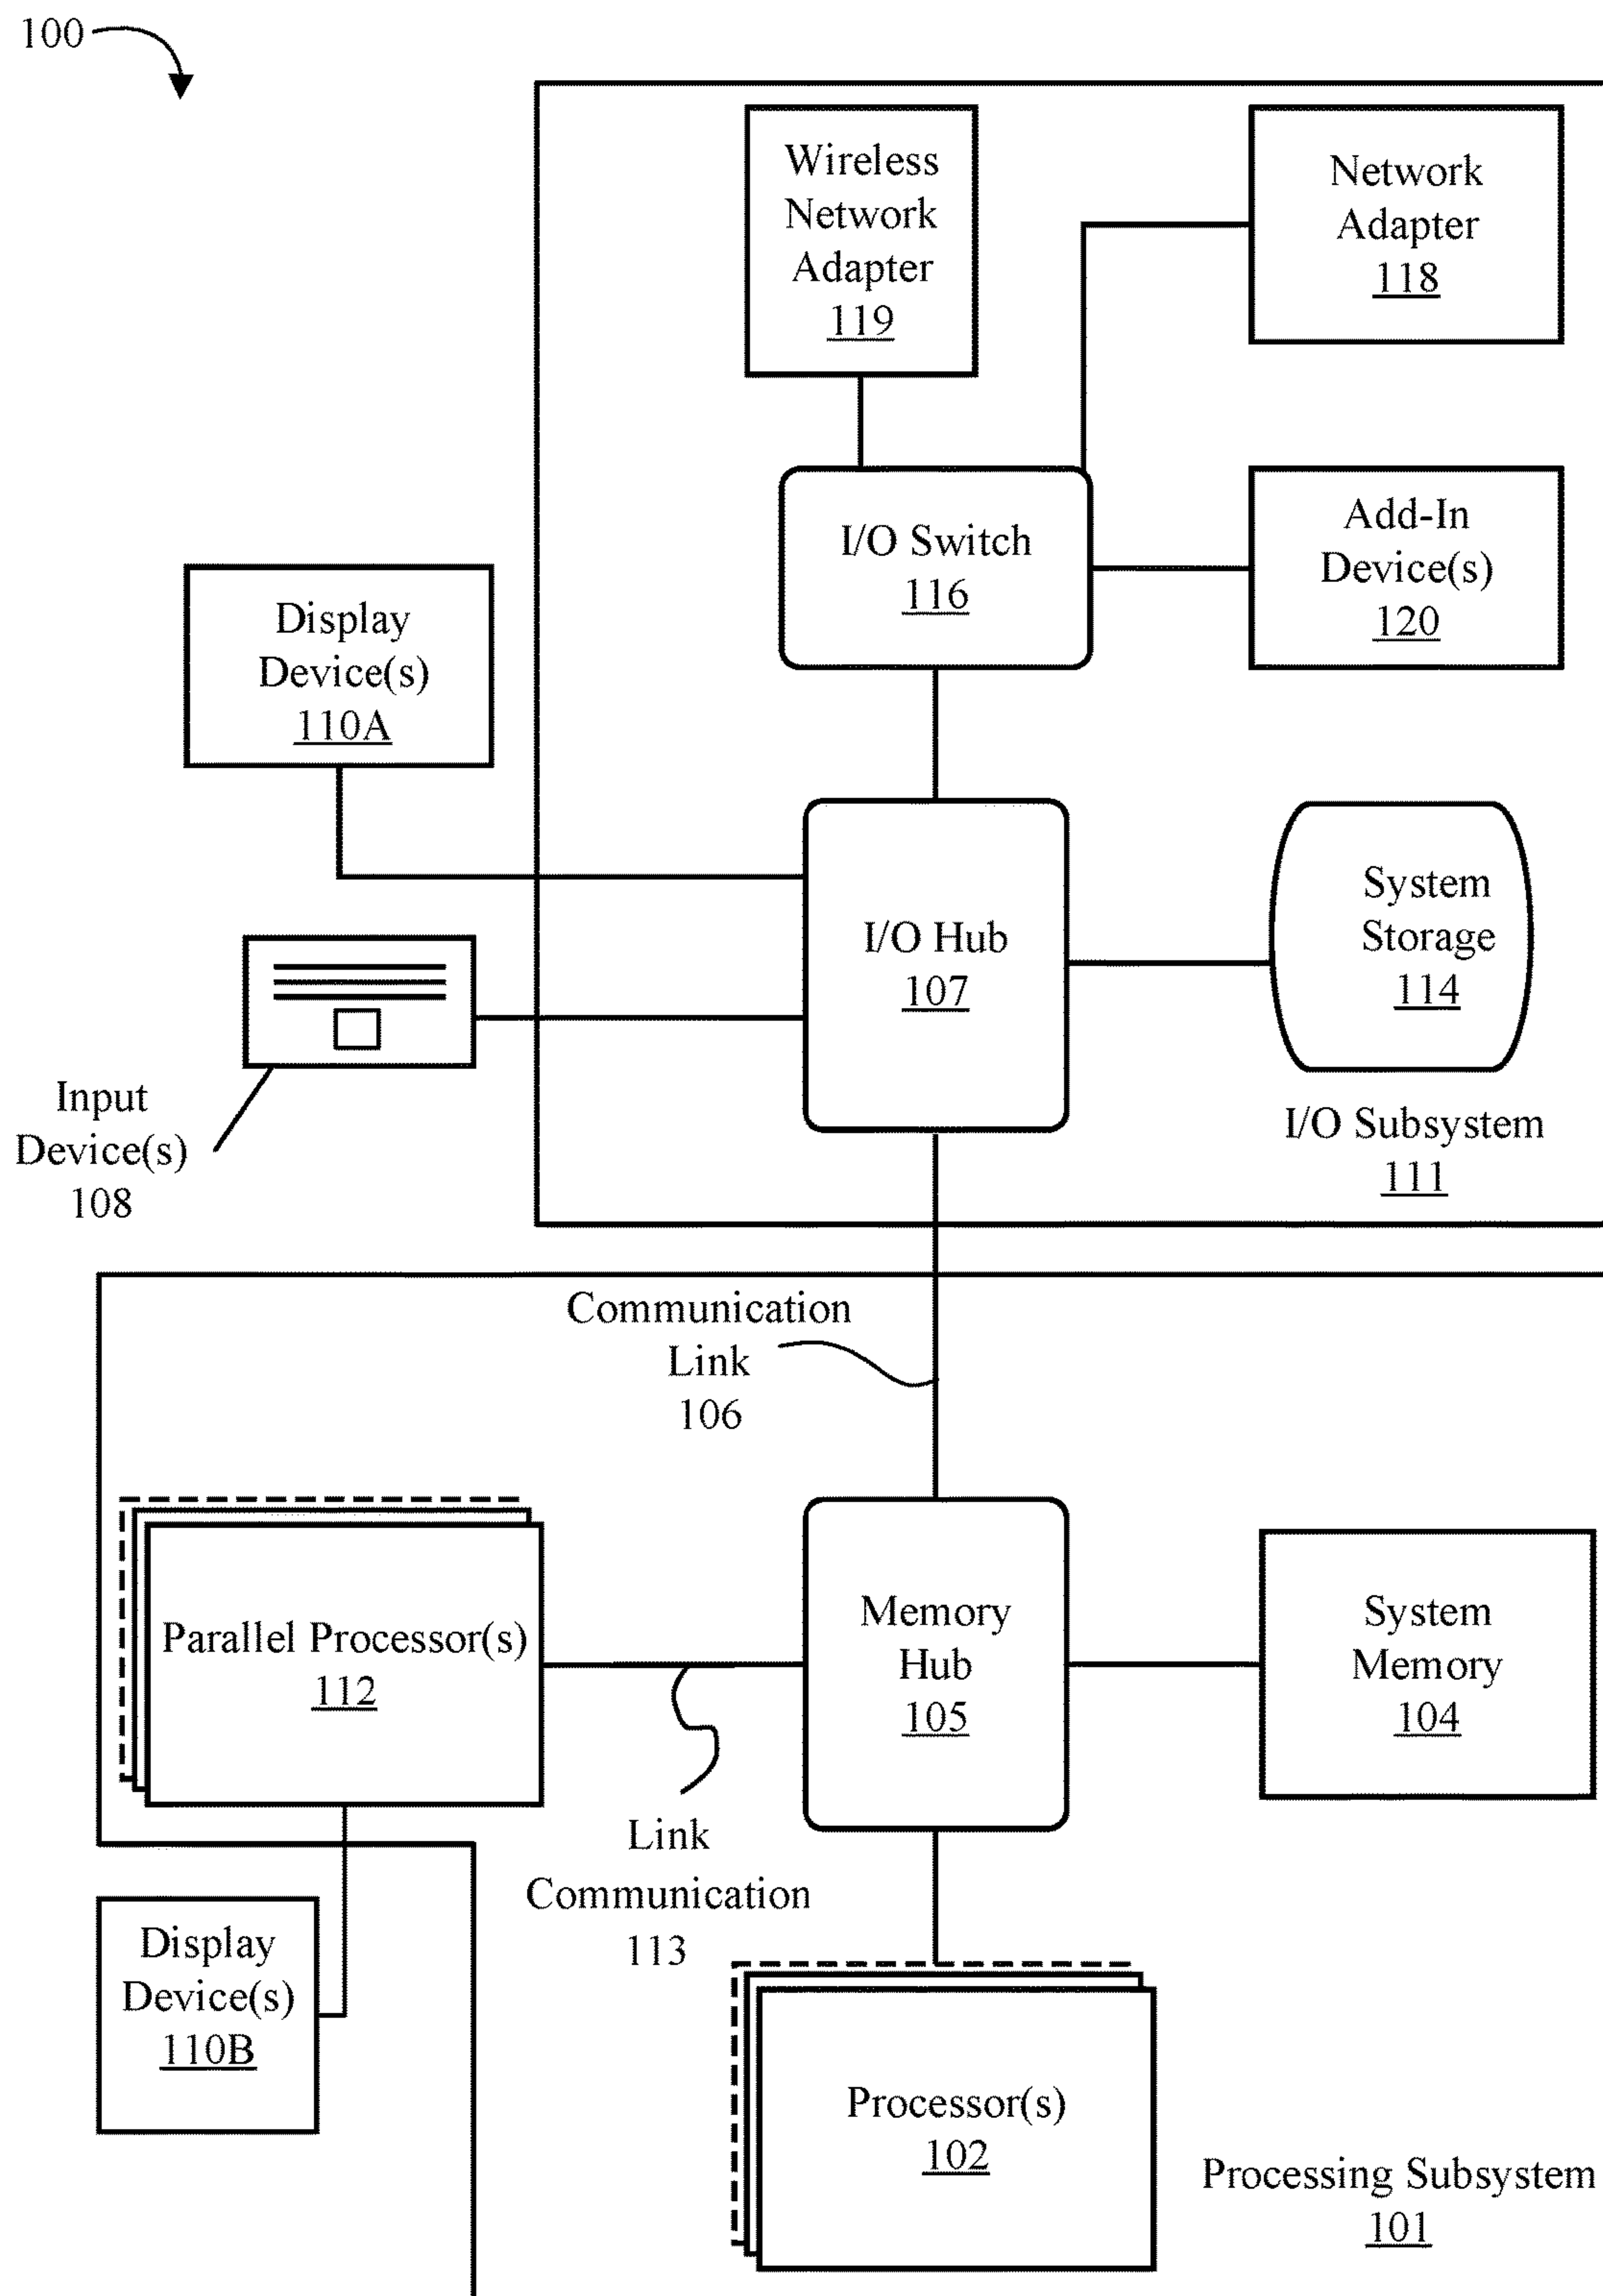 100
Wireless
Network
Adapter
119
Network
Adapter
118
I/O Switch
116
Add-In
Device(s)
120
Display
Device(s)
110A
I/O Hub
107
System
Storage
114
Input
Device(s)
108
I/O Subsystem
111
Communication
Link
106
Parallel Processor(s)
112
Memory
Hub
105
System
Memory
104
Link
Communication
113
Display
Device(s)
110B
Processor(s)
102
Processing Subsystem
101